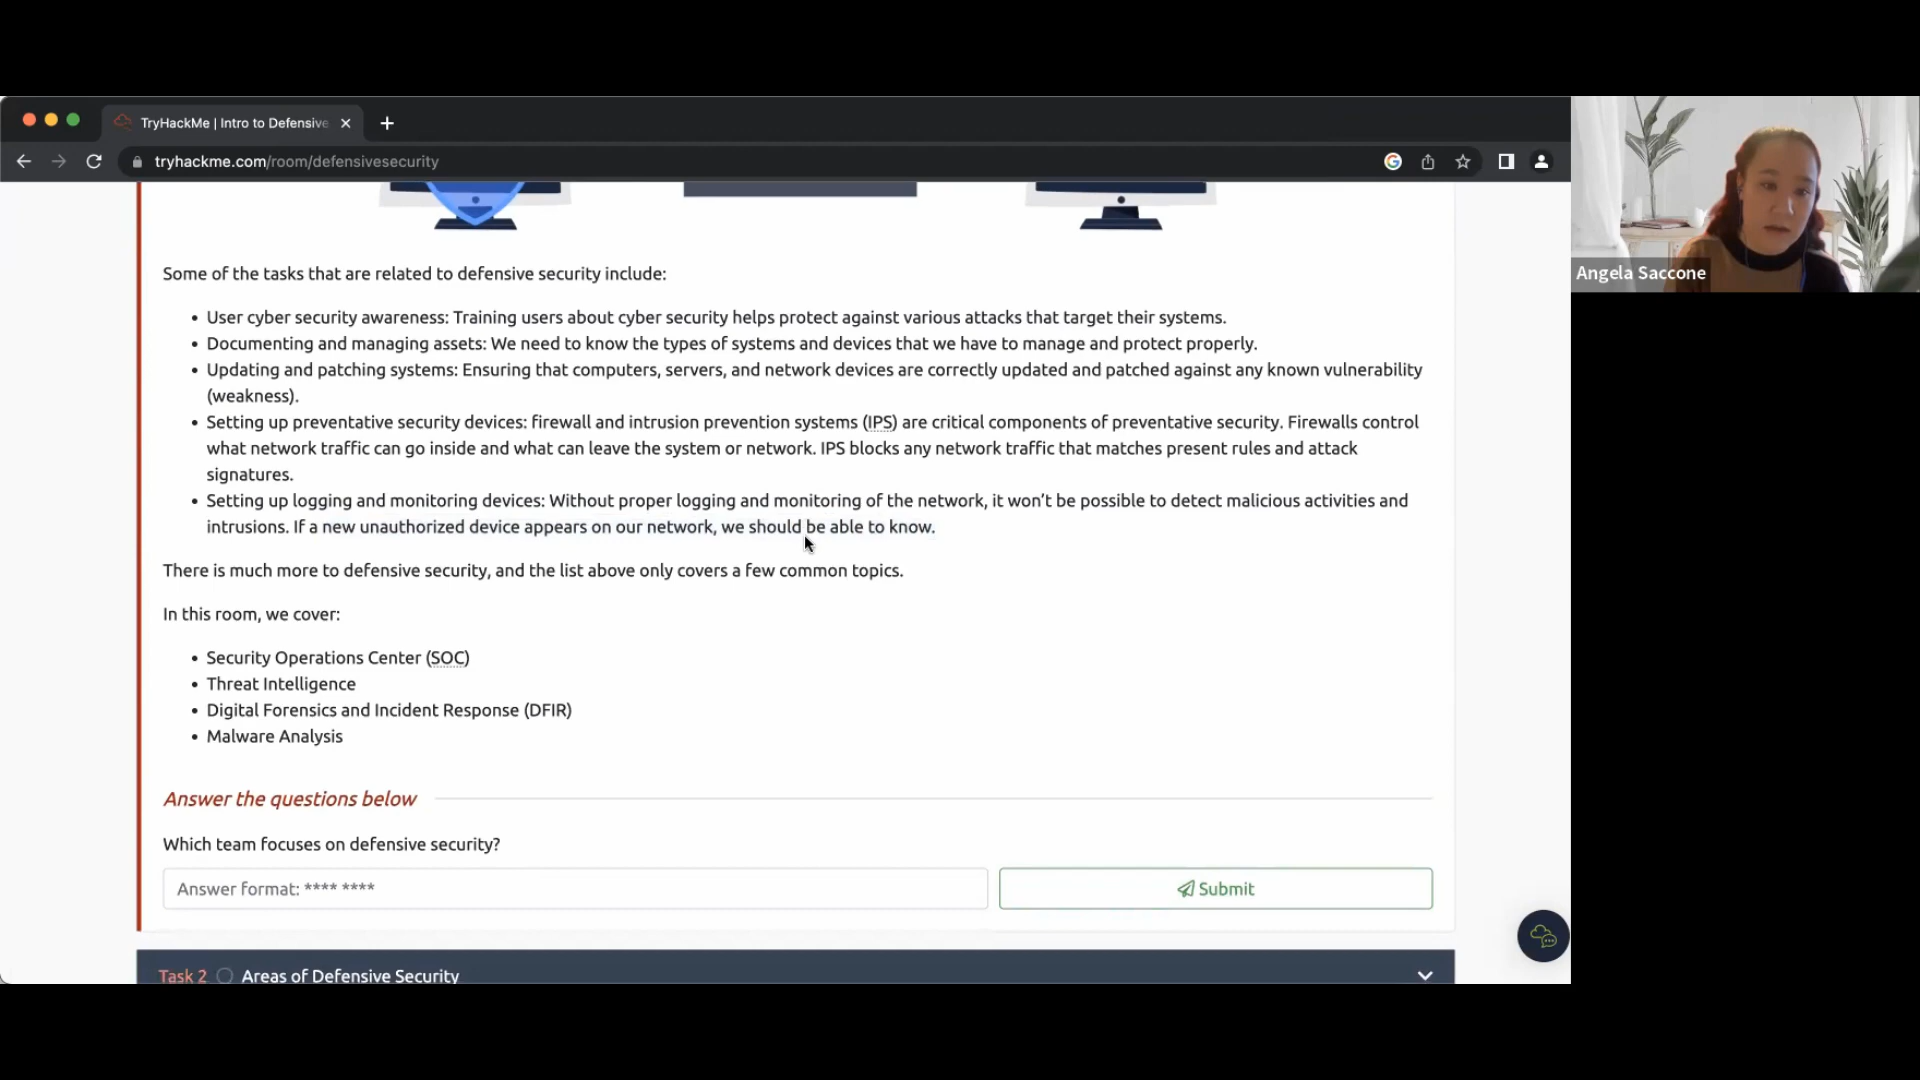 TryHackMe | Intro to Defensive
tryhackme.com/room/defensivesecurity
Angela Saccone
Some of the tasks that are related to defensive security include:
• User cyber security awareness: Training users about cyber security helps protect against various attacks that target their systems.
• Documenting and managing assets: We need to know the types of systems and devices that we have to manage and protect properly.
• Updating and patching systems: Ensuring that computers, servers, and network devices are correctly updated and patched against any known vulnerability
(weakness).
• Setting up preventative security devices: firewall and intrusion prevention systems (IPS) are critical components of preventative security. Firewalls control
what network traffic can go inside and what can leave the system or network. IPS blocks any network traffic that matches present rules and attack
signatures.
• Setting up logging and monitoring devices: Without proper logging and monitoring of the network, it won't be possible to detect malicious activities and
intrusions. If a new unauthorized device appears on our network, we should be able to know.
There is much more to defensive security, and the list above only covers a few common topics.
In this room, we cover:
• Security Operations Center (SOC)
• Threat Intelligence
• Digital Forensics and Incident Response (DFIR)
• Malware Analysis
Answer the questions below
Which team focuses on defensive security?
Answer format: **** ****
Submit
Task 2 Areas of Defensive Security